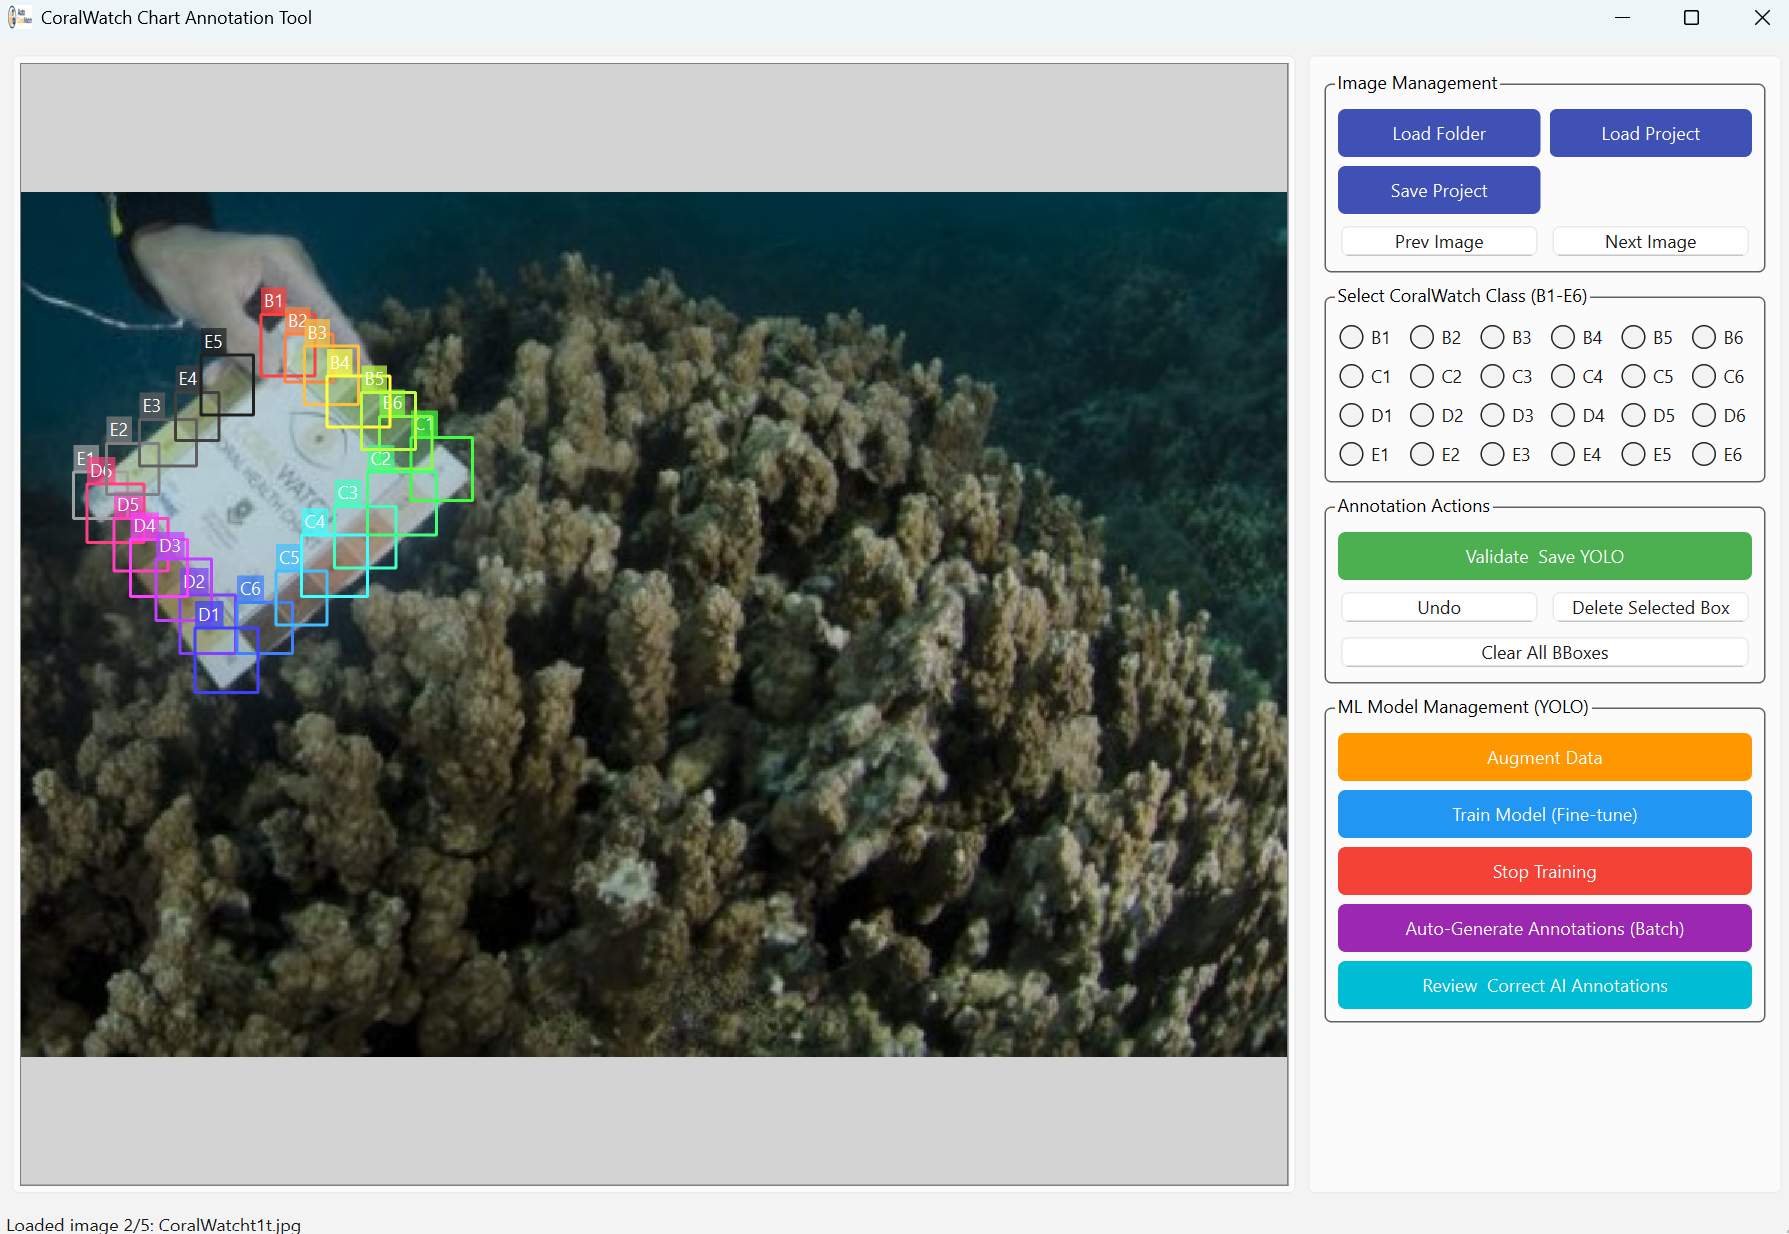 CoralWatch Chart Annotation Tool
Image Management
Load Folder
Load Project
Save Project
Prev Image
Next Image
Select CoralWatch Class (B1-E6)
B1 B2 B3 B4 B5 B6
C1 C2 C3 C4 C5 C6
D1 D2 D3 D4 D5 D6
E1 E2 E3 E4 E5 E6
Annotation Actions
Validate Save YOLO
Undo
Delete Selected Box
Clear All BBoxes
ML Model Management (YOLO)
Augment Data
Train Model (Fine-tune)
Stop Training
Auto-Generate Annotations (Batch)
Review Correct AI Annotations
B1
B2
B3
E5
B4
E4
B5
B6
E3
C1
E2
E1
C2
D6
C3
D5
C4
D4
D3
C5
D2
C6
D1
WATCH
Loaded image 2/5: CoralWatcht1t.jpg